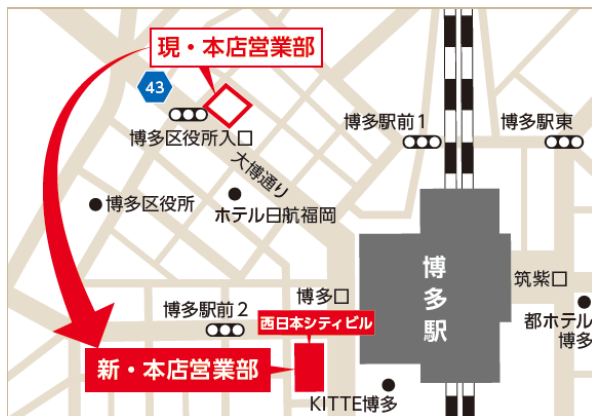 現・本店営業部
43
博多区役所入口
博多駅前1
博多駅東
大博通り
博多区役所
ホテル日航福岡
博多駅
筑紫口
博多口
博多駅前2
西日本シティビル
都ホテル
博多
新・本店営業部
KITTE博多